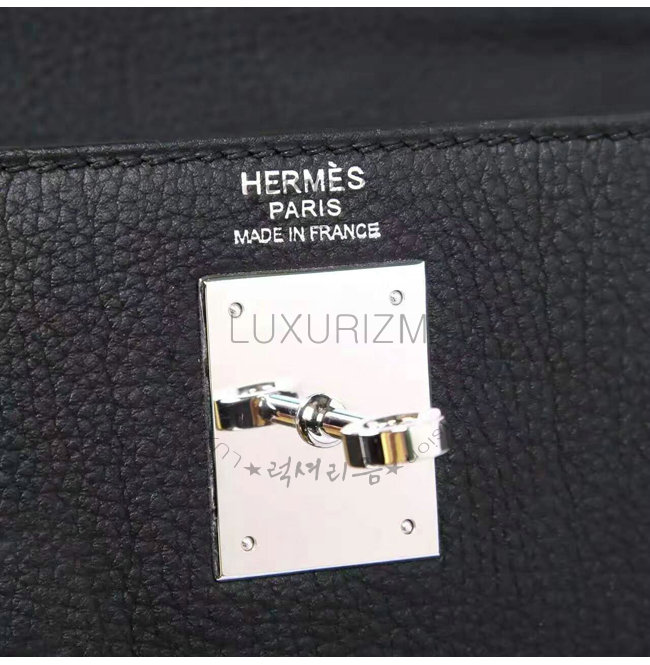 HERMÈS
PARIS
MADE IN FRANCE
LUXURIZM
★럭셔리즘★